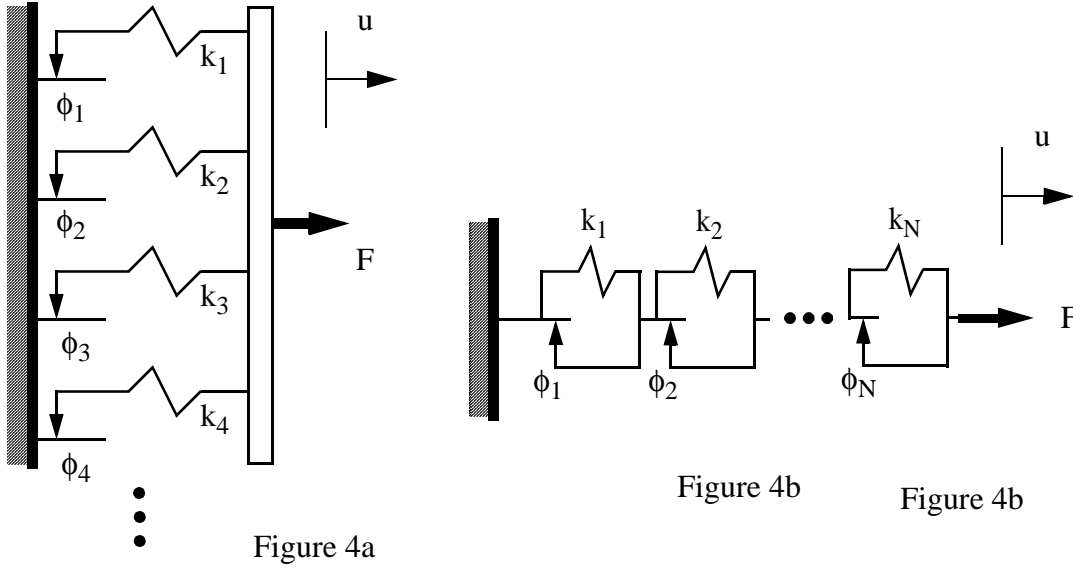 u
k1
ϕ1
k2
ϕ2
F
k3
ϕ3
k4
ϕ4
Figure 4a
u
k1 k2 kN
F
ϕ1 ϕ2 ϕN
Figure 4b
Figure 4b